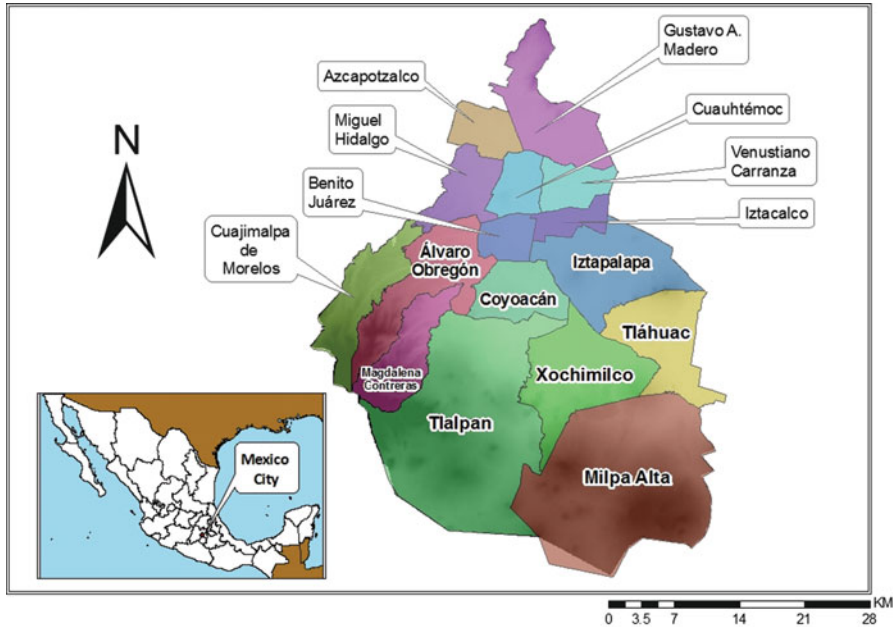 Gustavo A.
Madero
Azcapotzalco
Cuauhtémoc
Miguel
Hidalgo
N
Venustiano
Carranza
Benito
Juárez
Iztacalco
Cuajimalpa
de
Morelos
Álvaro
Obregón
Iztapalapa
Coyoacán
Tláhuac
Magdalena
Contreras
Xochimilco
Tlalpan
Mexico
City
Milpa Alta
KM
0 3.5 7 14 21 28